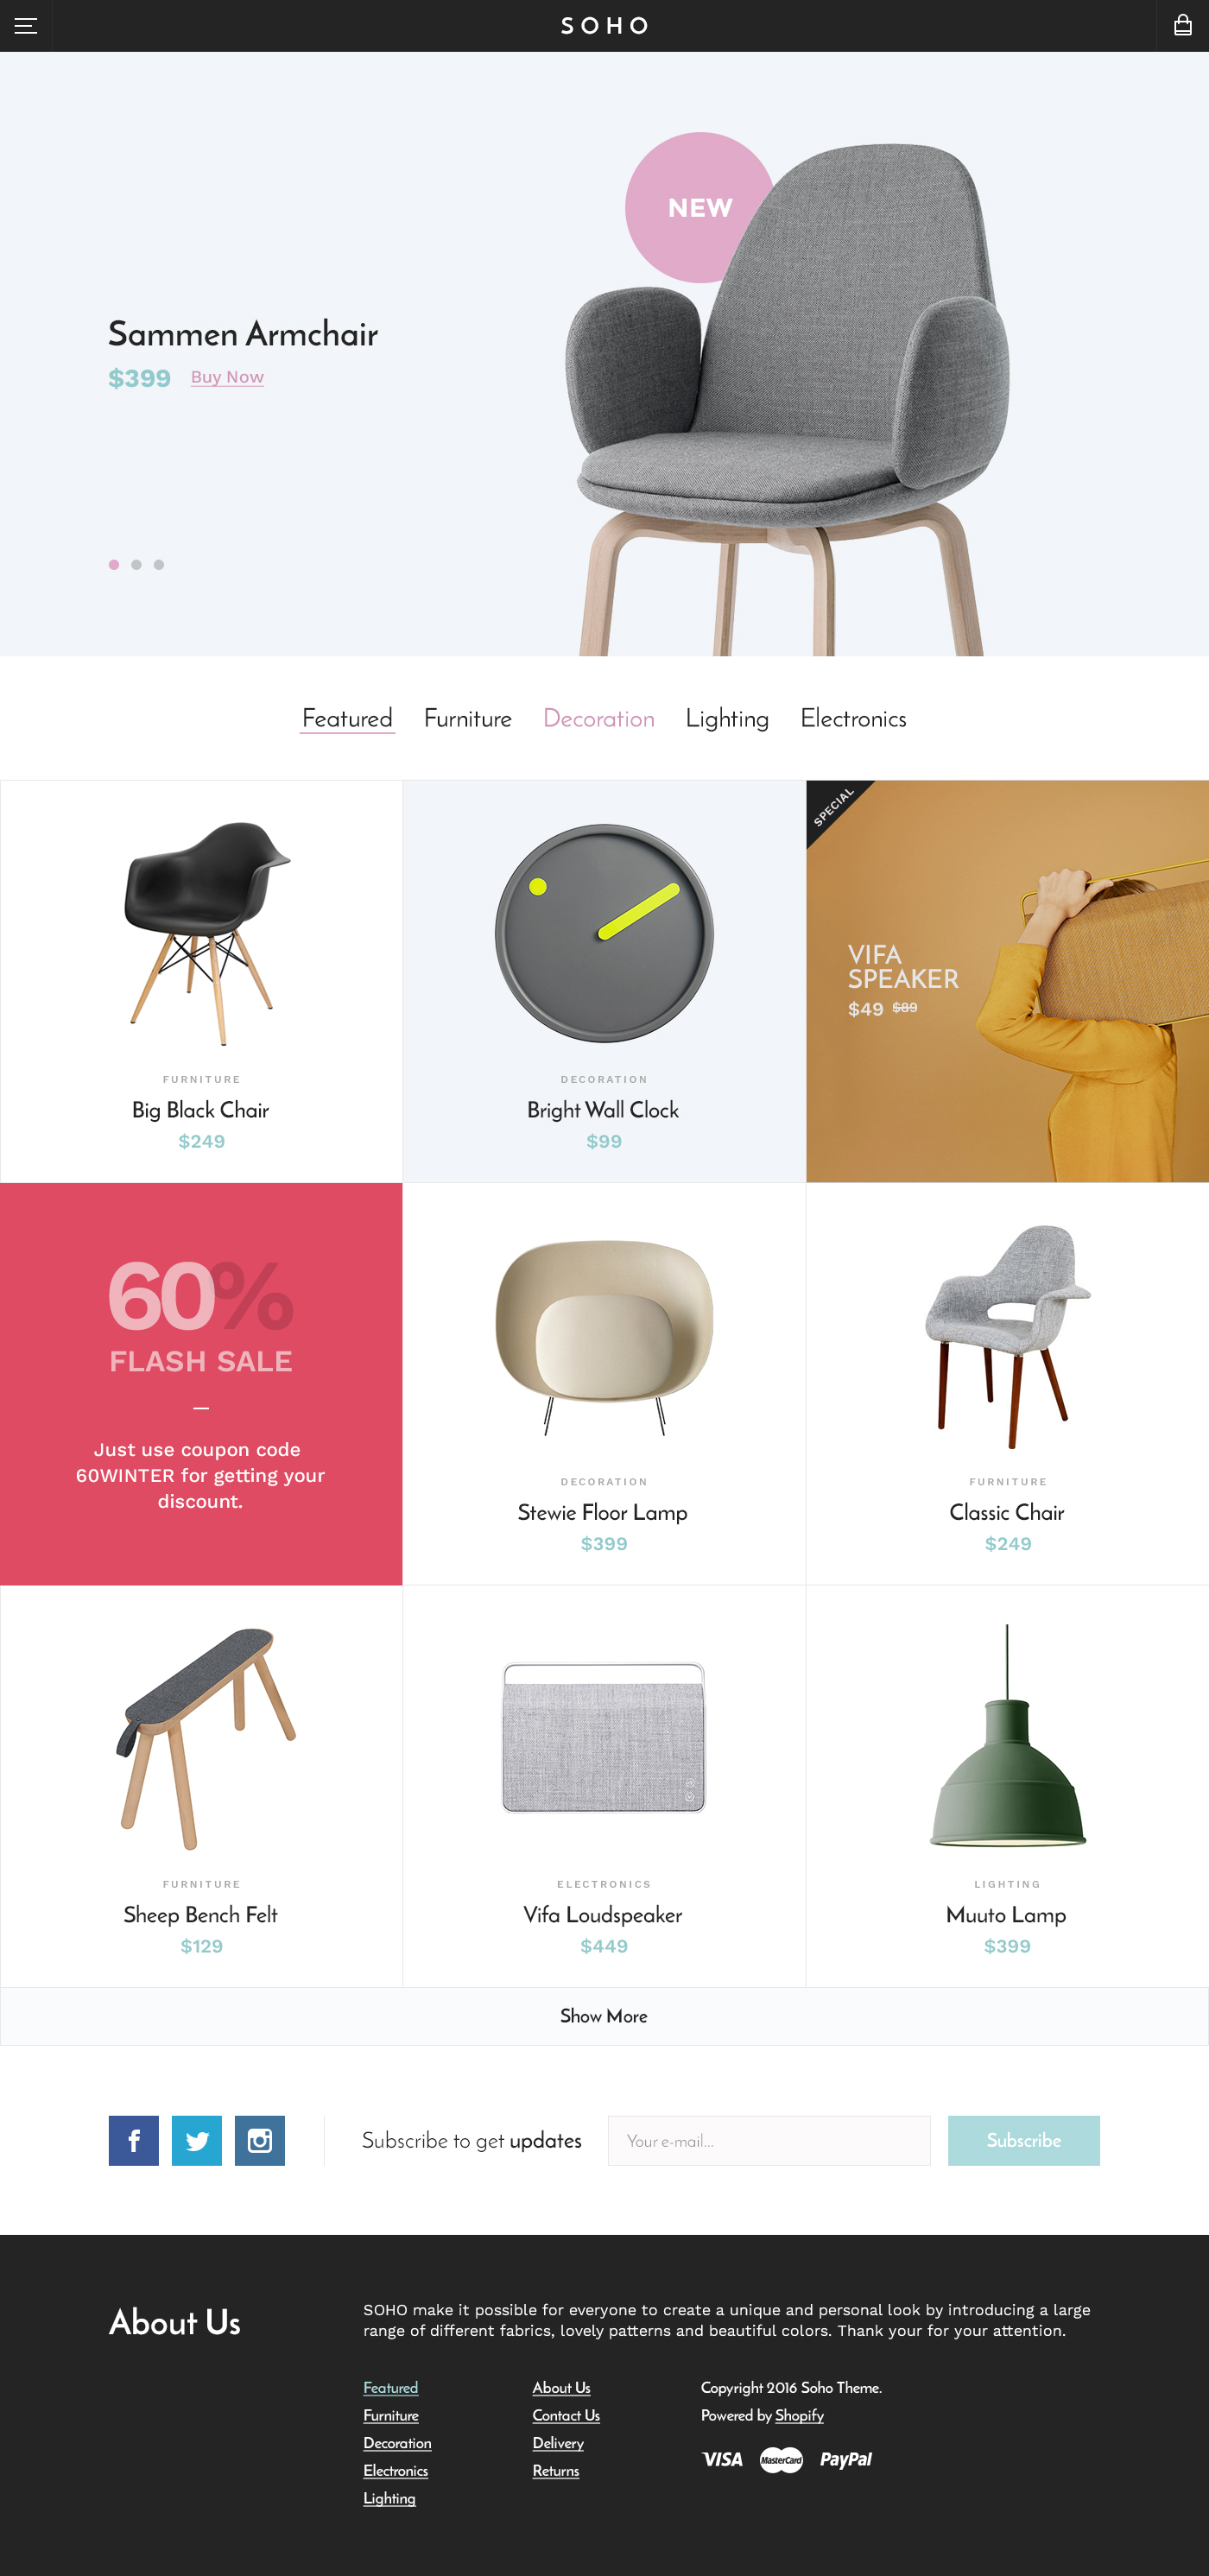 SOHO
NEW
Sammen Armchair
$399 Buy Now
Featured Furniture Decoration Lighting Electronics
FURNITURE
Big Black Chair
$249
DECORATION
Bright Wall Clock
$99
SPECIAL
VIFA
SPEAKER
$49 $89
60%
FLASH SALE
Just use coupon code
60WINTER for getting your
discount.
DECORATION
Stewie Floor Lamp
$399
FURNITURE
Classic Chair
$249
FURNITURE
Sheep Bench Felt
$129
ELECTRONICS
Vifa Loudspeaker
$449
LIGHTING
Muuto Lamp
$399
Show More
Subscribe to get updates
Your e-mail...
Subscribe
About Us
SOHO make it possible for everyone to create a unique and personal look by introducing a large
range of different fabrics, lovely patterns and beautiful colors. Thank your for your attention.
Featured
Furniture
Decoration
Electronics
Lighting
About Us
Contact Us
Delivery
Returns
Copyright 2016 Soho Theme.
Powered by Shopify
VISA MasterCard PayPal